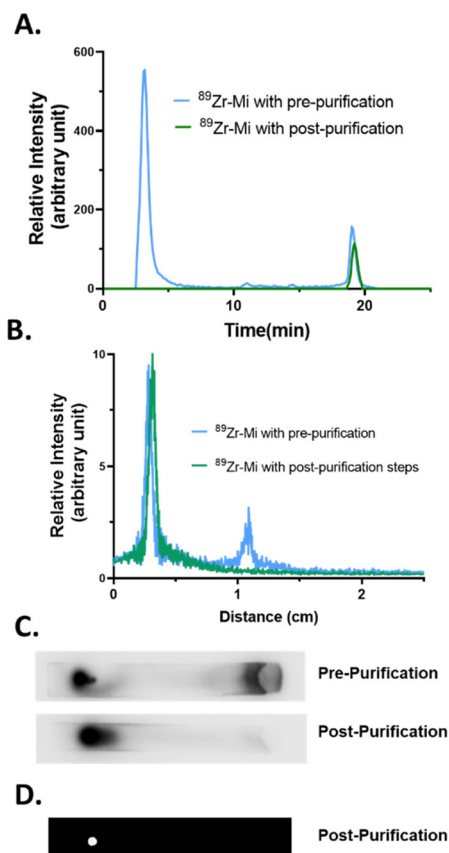 A.
600
400
200
0
0
10
20
Relative Intensity
(arbitrary unit)
Time(min)
⁸⁹Zr-Mi with pre-purification
⁸⁹Zr-Mi with post-purification
B.
10
5
0
0
1
2
Relative Intensity
(arbitrary unit)
Distance (cm)
⁸⁹Zr-Mi with pre-purification
⁸⁹Zr-Mi with post-purification steps
C.
Pre-Purification
Post-Purification
D.
Post-Purification